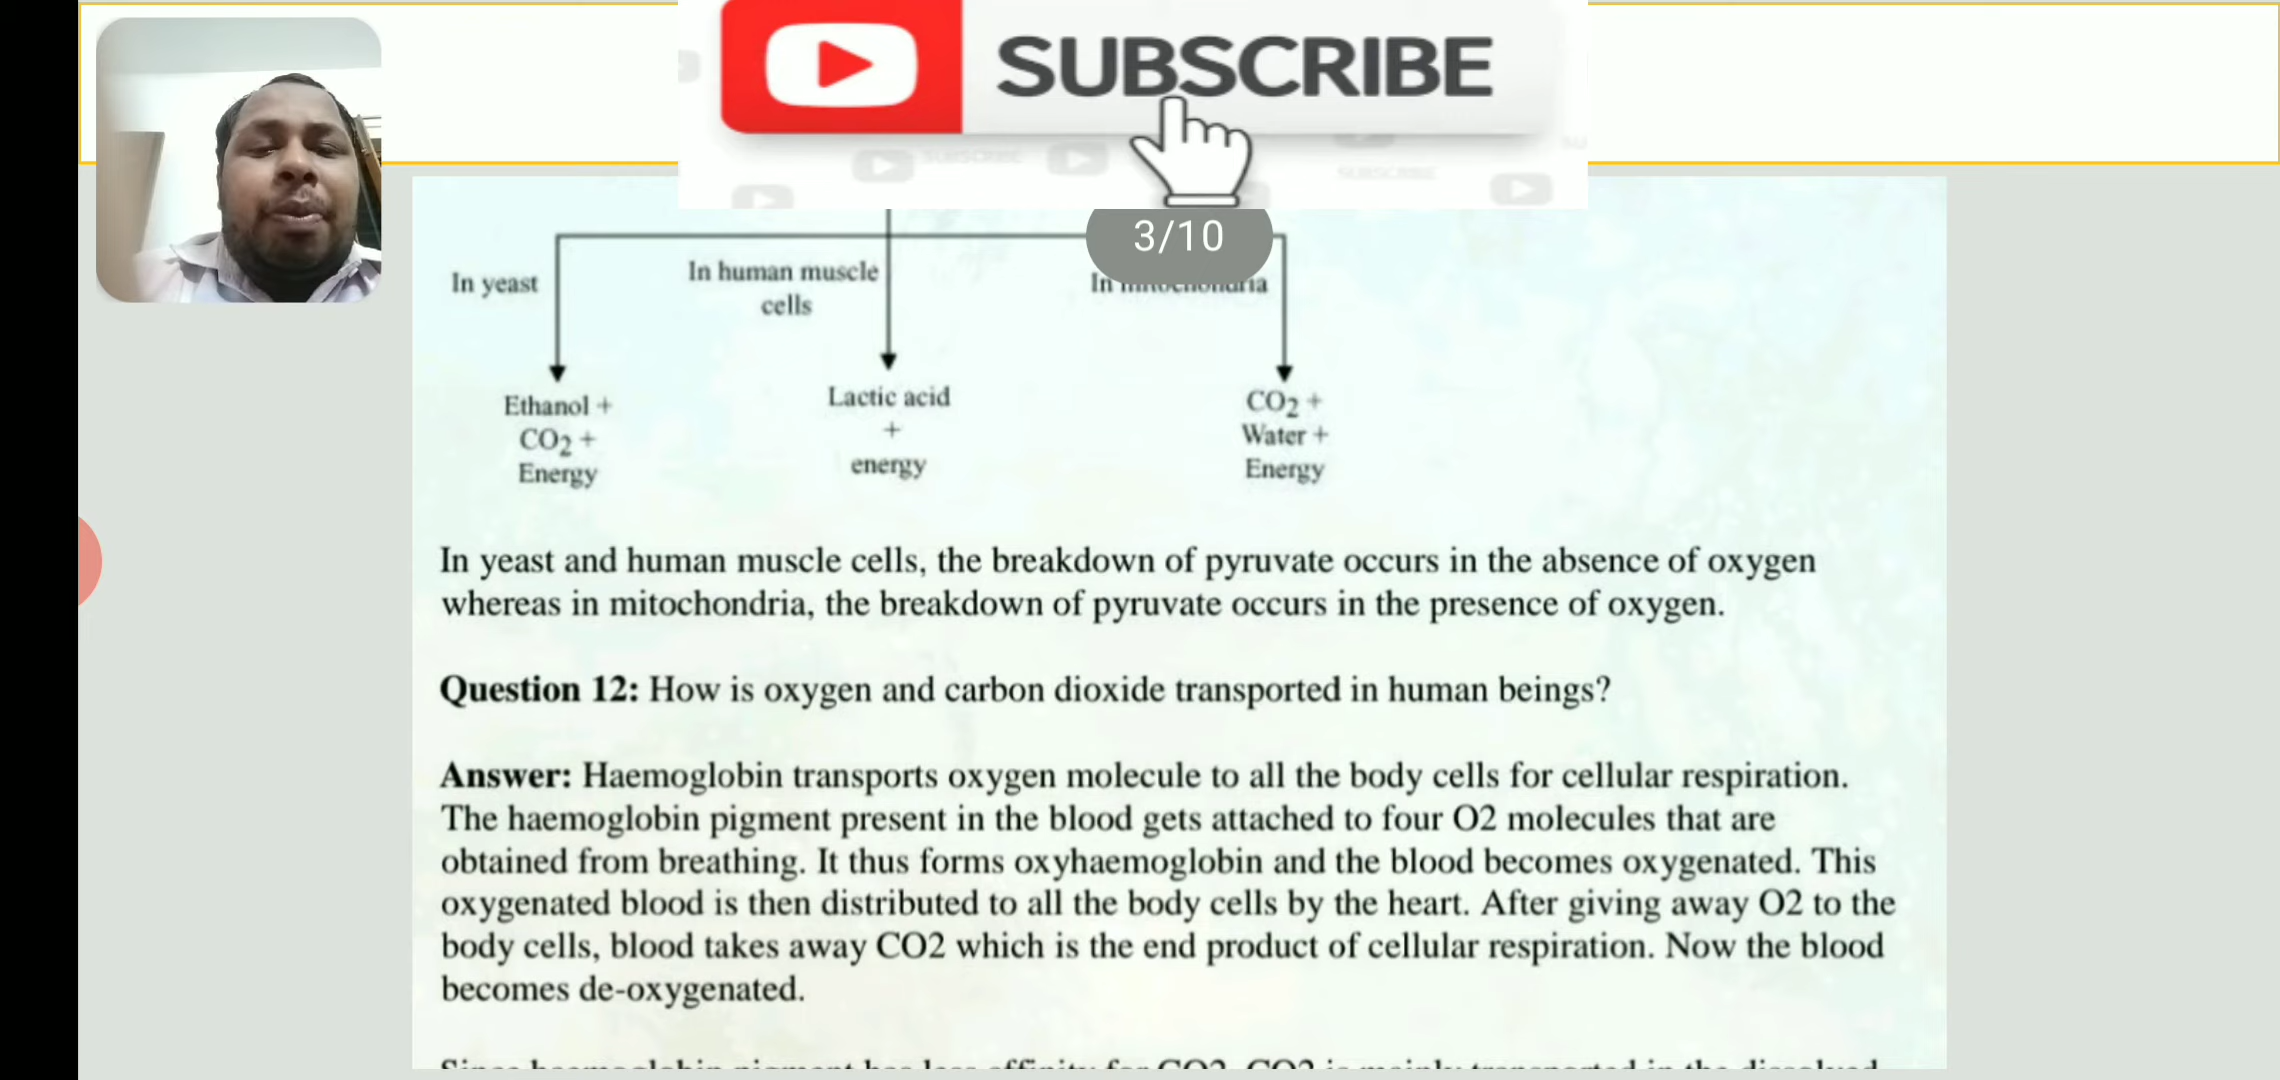 SUBSCRIBE
3/10
In yeast
In human muscle
cells
In mitochondria
Ethanol +
CO2 +
Energy
Lactic acid
+
energy
CO2 +
Water +
Energy
In yeast and human muscle cells, the breakdown of pyruvate occurs in the absence of oxygen
whereas in mitochondria, the breakdown of pyruvate occurs in the presence of oxygen.
Question 12: How is oxygen and carbon dioxide transported in human beings?
Answer: Haemoglobin transports oxygen molecule to all the body cells for cellular respiration.
The haemoglobin pigment present in the blood gets attached to four O2 molecules that are
obtained from breathing. It thus forms oxyhaemoglobin and the blood becomes oxygenated. This
oxygenated blood is then distributed to all the body cells by the heart. After giving away O2 to the
body cells, blood takes away CO2 which is the end product of cellular respiration. Now the blood
becomes de-oxygenated.